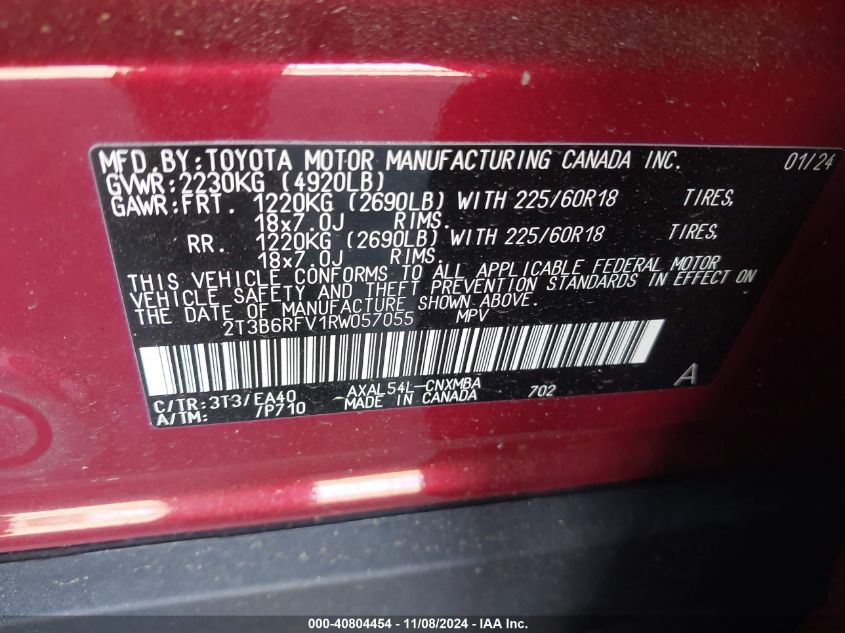 MFD. BY: TOYOTA MOTOR MANUFACTURING CANADA INC. 01/24
GVWR: 2230KG (4920LB)
GAWR: FRT. 1220KG (2690LB) WITH 225/60R18 TIRES,
18x7.0J RIMS.
RR. 1220KG (2690LB) WITH 225/60R18 TIRES,
18x7.0J RIMS.
THIS VEHICLE CONFORMS TO ALL APPLICABLE FEDERAL MOTOR
VEHICLE SAFETY AND THEFT PREVENTION STANDARDS IN EFFECT ON
THE DATE OF MANUFACTURE SHOWN ABOVE.
2T3B6RFV1RW057055 MPV
C/TR: 3T3/EA40 AXAL54L-CNXMBA 702 A
A/TM: /P710 MADE IN CANADA
000-40804454 - 11/08/2024 - IAA Inc.